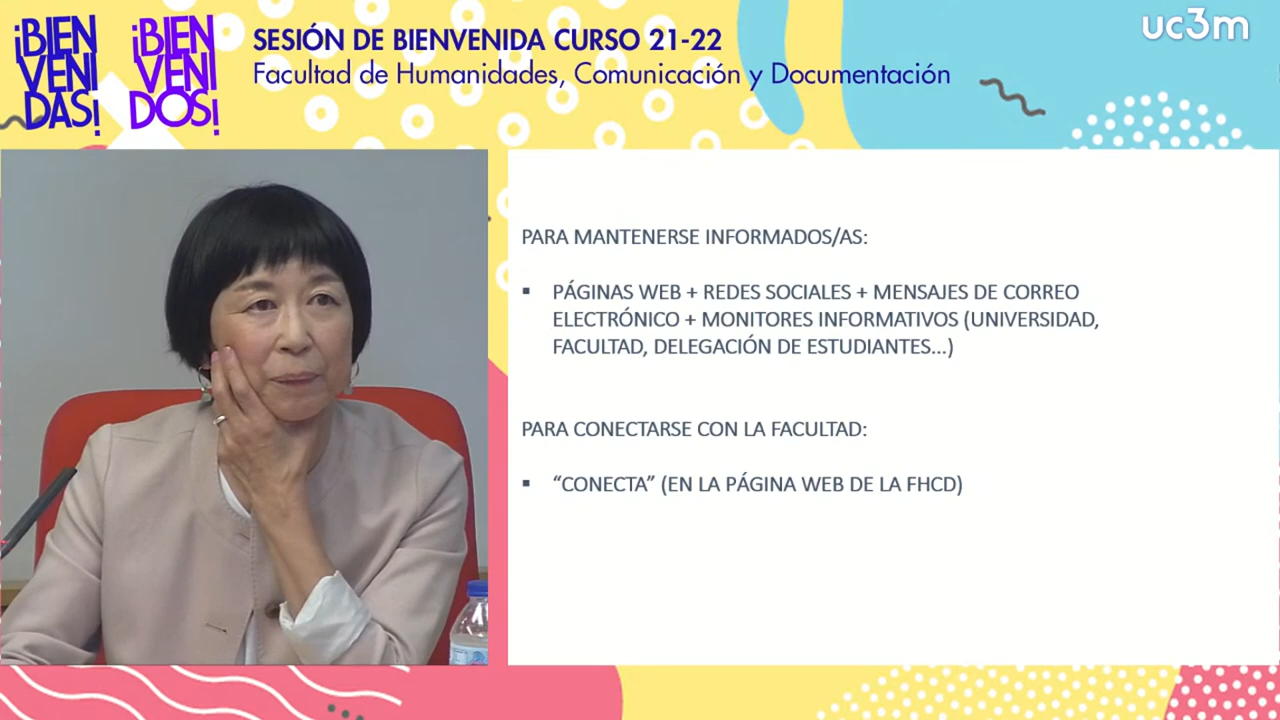 ¡BIEN
VENI
DAS!
¡BIEN
VENI
DOS!
SESIÓN DE BIENVENIDA CURSO 21-22
Facultad de Humanidades, Comunicación y Documentación
uc3m
PARA MANTENERSE INFORMADOS/AS:
▪ PÁGINAS WEB + REDES SOCIALES + MENSAJES DE CORREO
ELECTRÓNICO + MONITORES INFORMATIVOS (UNIVERSIDAD,
FACULTAD, DELEGACIÓN DE ESTUDIANTES...)
PARA CONECTARSE CON LA FACULTAD:
▪ “CONECTA” (EN LA PÁGINA WEB DE LA FHCD)